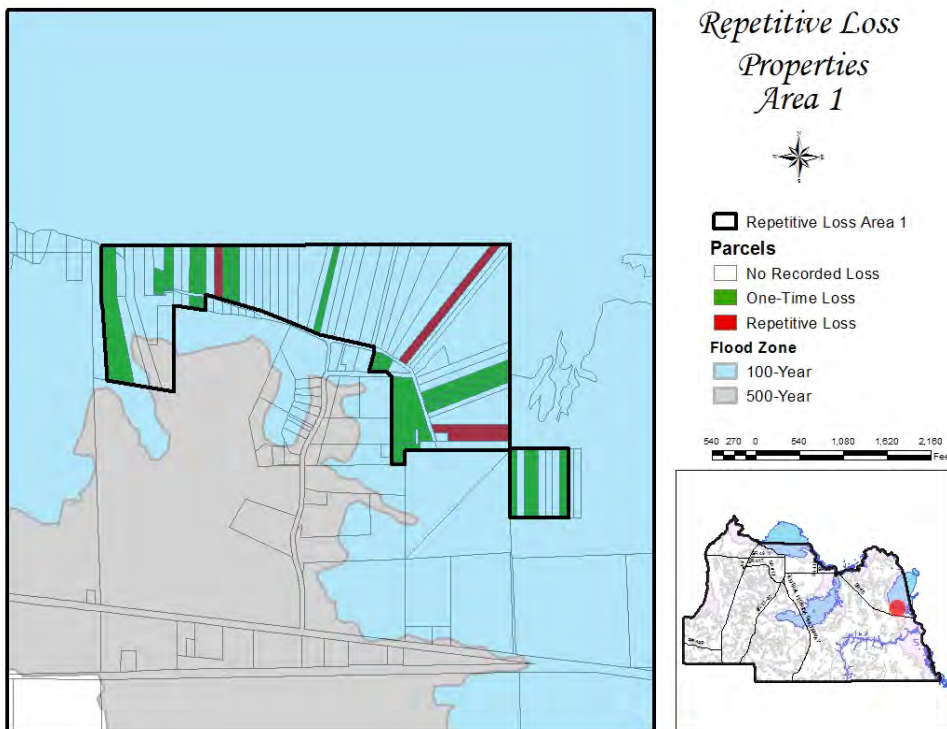 Repetitive Loss
Properties
Area 1
N
W
E
S
Repetitive Loss Area 1
Parcels
No Recorded Loss
One-Time Loss
Repetitive Loss
Flood Zone
100-Year
500-Year
540 270 0 540 1,080 1,620 2,160
Fee